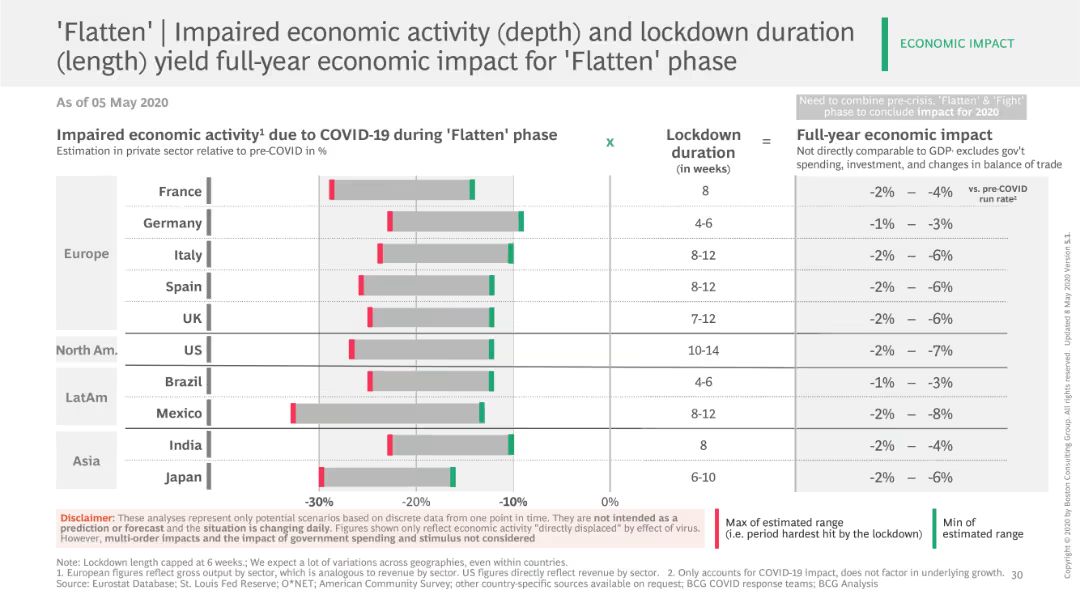 'Flatten' | Impaired economic activity (depth) and lockdown duration
(length) yield full-year economic impact for 'Flatten' phase
ECONOMIC IMPACT
As of 05 May 2020
Need to combine pre-crisis, 'Flatten' & 'Fight'
phase to conclude impact for 2020
Impaired economic activity¹ due to COVID-19 during 'Flatten' phase
Estimation in private sector relative to pre-COVID in %
x
Lockdown
duration
(in weeks)
=
Full-year economic impact
Not directly comparable to GDP: excludes gov't
spending, investment, and changes in balance of trade
Europe
France
8
-2% – -4%
vs. pre-COVID
run rate²
Germany
4-6
-1% – -3%
Italy
8-12
-2% – -6%
Spain
8-12
-2% – -6%
UK
7-12
-2% – -6%
North Am.
US
10-14
-2% – -7%
LatAm
Brazil
4-6
-1% – -3%
Mexico
8-12
-2% – -8%
Asia
India
8
-2% – -4%
Japan
6-10
-2% – -6%
-30% -20% -10% 0%
Disclaimer: These analyses represent only potential scenarios based on discrete data from one point in time. They are not intended as a
prediction or forecast and the situation is changing daily. Figures shown only reflect economic activity "directly displaced" by effect of virus.
However, multi-order impacts and the impact of government spending and stimulus not considered
Max of estimated range
(i.e. period hardest hit by the lockdown)
Min of
estimated range
Note: Lockdown length capped at 6 weeks.; We expect a lot of variations across geographies, even within countries.
1. European figures reflect gross output by sector, which is analogous to revenue by sector. US figures directly reflect revenue by sector. 2. Only accounts for COVID-19 impact, does not factor in underlying growth.
Source: Eurostat Database; St. Louis Fed Reserve; O*NET; American Community Survey; other country-specific sources available on request; BCG COVID response teams; BCG Analysis
30
Copyright © 2020 by Boston Consulting Group. All rights reserved. Updated 8 May 2020 Version 5.1.